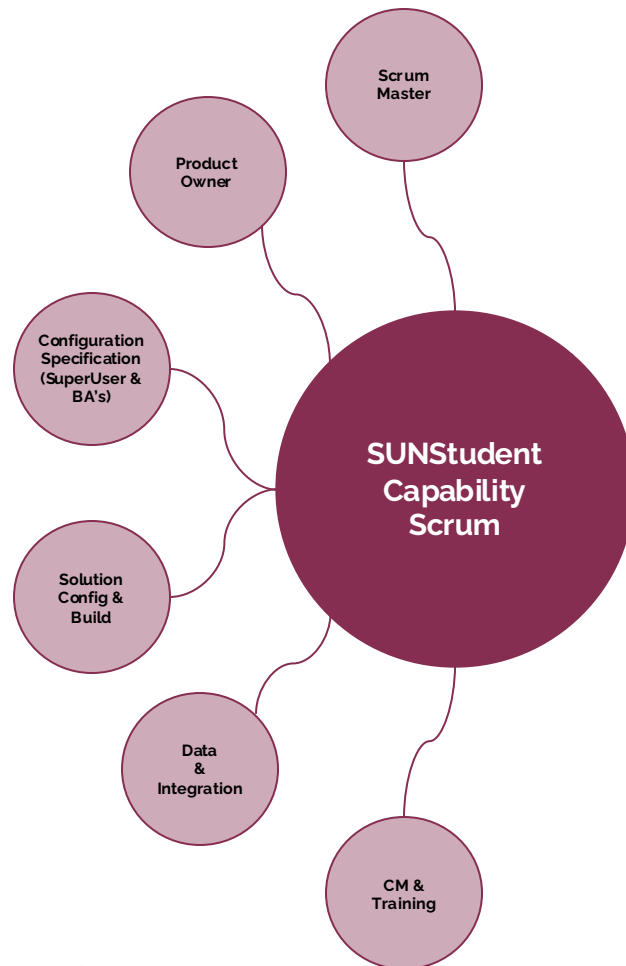 Scrum
Master
Product
Owner
Configuration
Specification
(SuperUser &
BA's)
SUNStudent
Capability
Scrum
Solution
Config &
Build
Data
&
Integration
CM &
Training